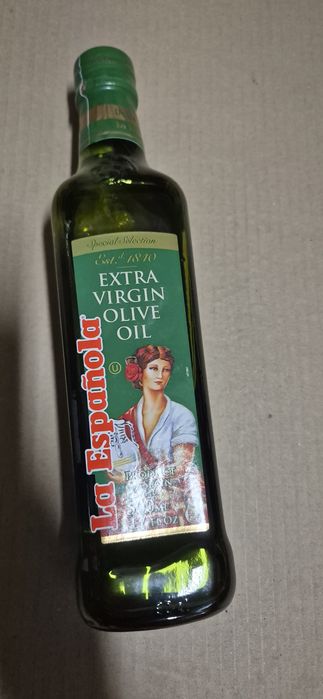 Special Selection
Est.d 1840
EXTRA
VIRGIN
OLIVE
OIL
La Española
U